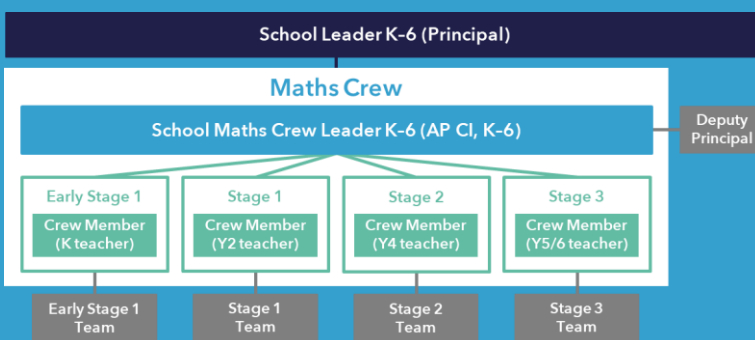 School Leader K–6 (Principal)
Maths Crew
School Maths Crew Leader K–6 (AP CI, K–6)
Deputy
Principal
Early Stage 1
Crew Member
(K teacher)
Stage 1
Crew Member
(Y2 teacher)
Stage 2
Crew Member
(Y4 teacher)
Stage 3
Crew Member
(Y5/6 teacher)
Early Stage 1
Team
Stage 1
Team
Stage 2
Team
Stage 3
Team